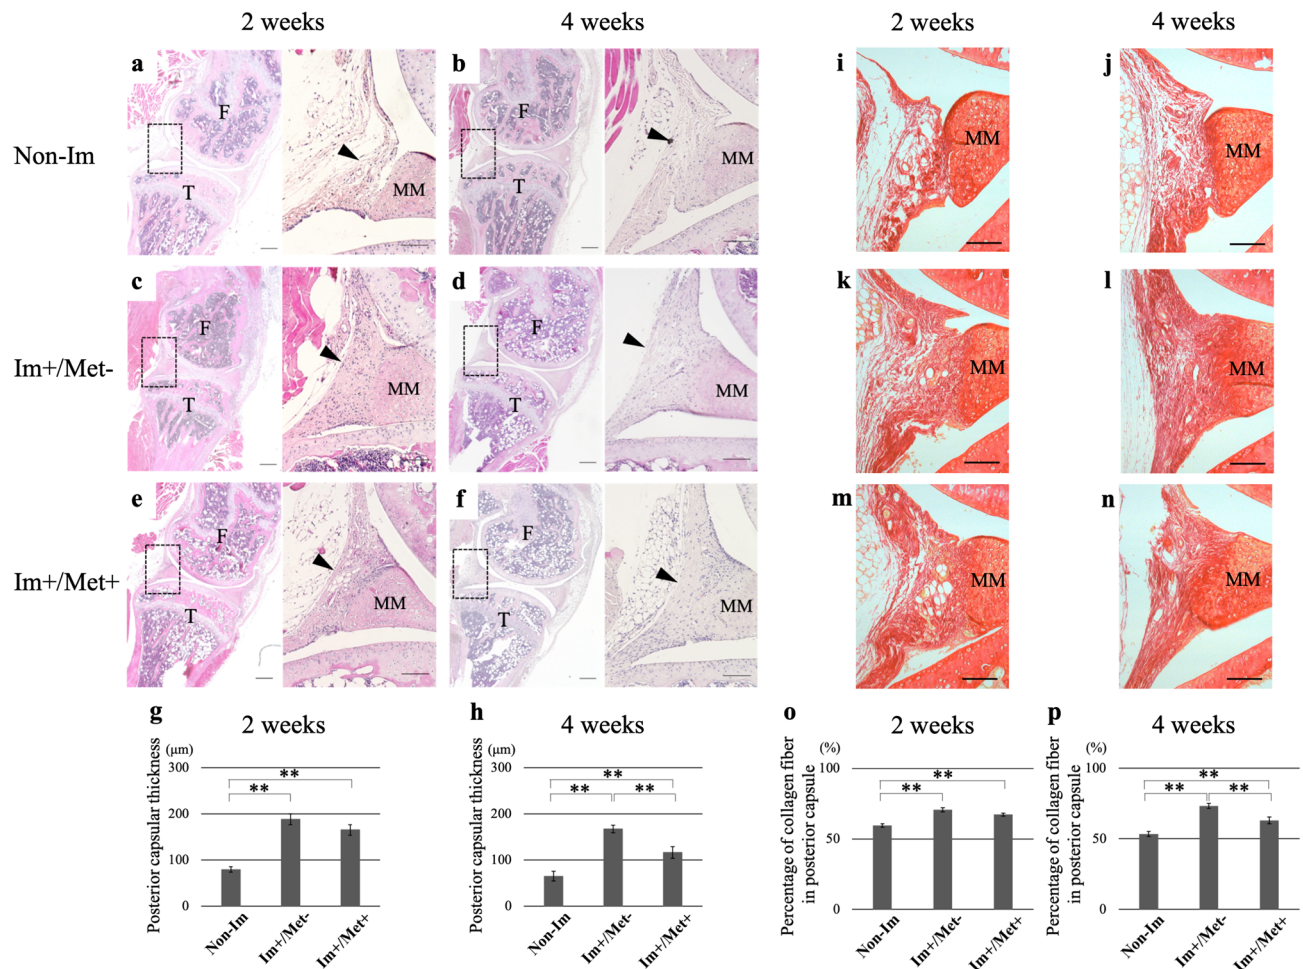 2 weeks
4 weeks
2 weeks
4 weeks
Non-Im
a
F
T
MM
b
F
T
MM
i
MM
j
MM
Im+/Met-
c
F
T
MM
d
F
T
MM
k
MM
l
MM
Im+/Met+
e
F
T
MM
f
F
T
MM
m
MM
n
MM
g
2 weeks
(μm)
Posterior capsular thickness
300
200
100
0
**
**
Non-Im
Im+/Met-
Im+/Met+
h
4 weeks
(μm)
Posterior capsular thickness
300
200
100
0
**
**
**
Non-Im
Im+/Met-
Im+/Met+
o
2 weeks
(%)
Percentage of collagen fiber
in posterior capsule
100
50
0
**
**
Non-Im
Im+/Met-
Im+/Met+
p
4 weeks
(%)
Percentage of collagen fiber
in posterior capsule
100
50
0
**
**
**
Non-Im
Im+/Met-
Im+/Met+